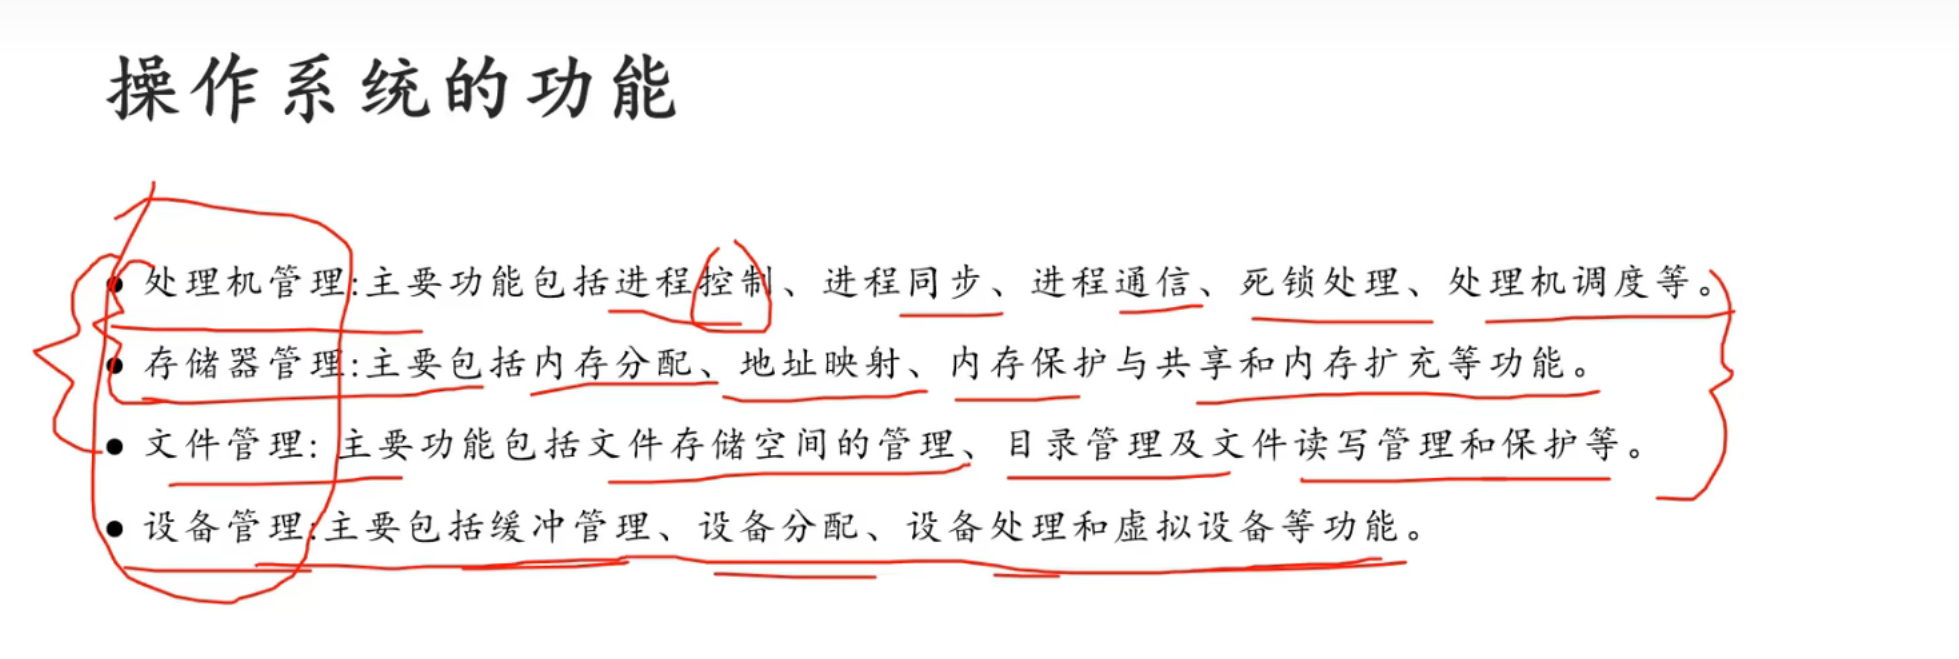 操作系统的功能
● 处理机管理:主要功能包括进程控制、进程同步、进程通信、死锁处理、处理机调度等。
● 存储器管理:主要包括内存分配、地址映射、内存保护与共享和内存扩充等功能。
● 文件管理: 主要功能包括文件存储空间的管理、目录管理及文件读写管理和保护等。
● 设备管理:主要包括缓冲管理、设备分配、设备处理和虚拟设备等功能。